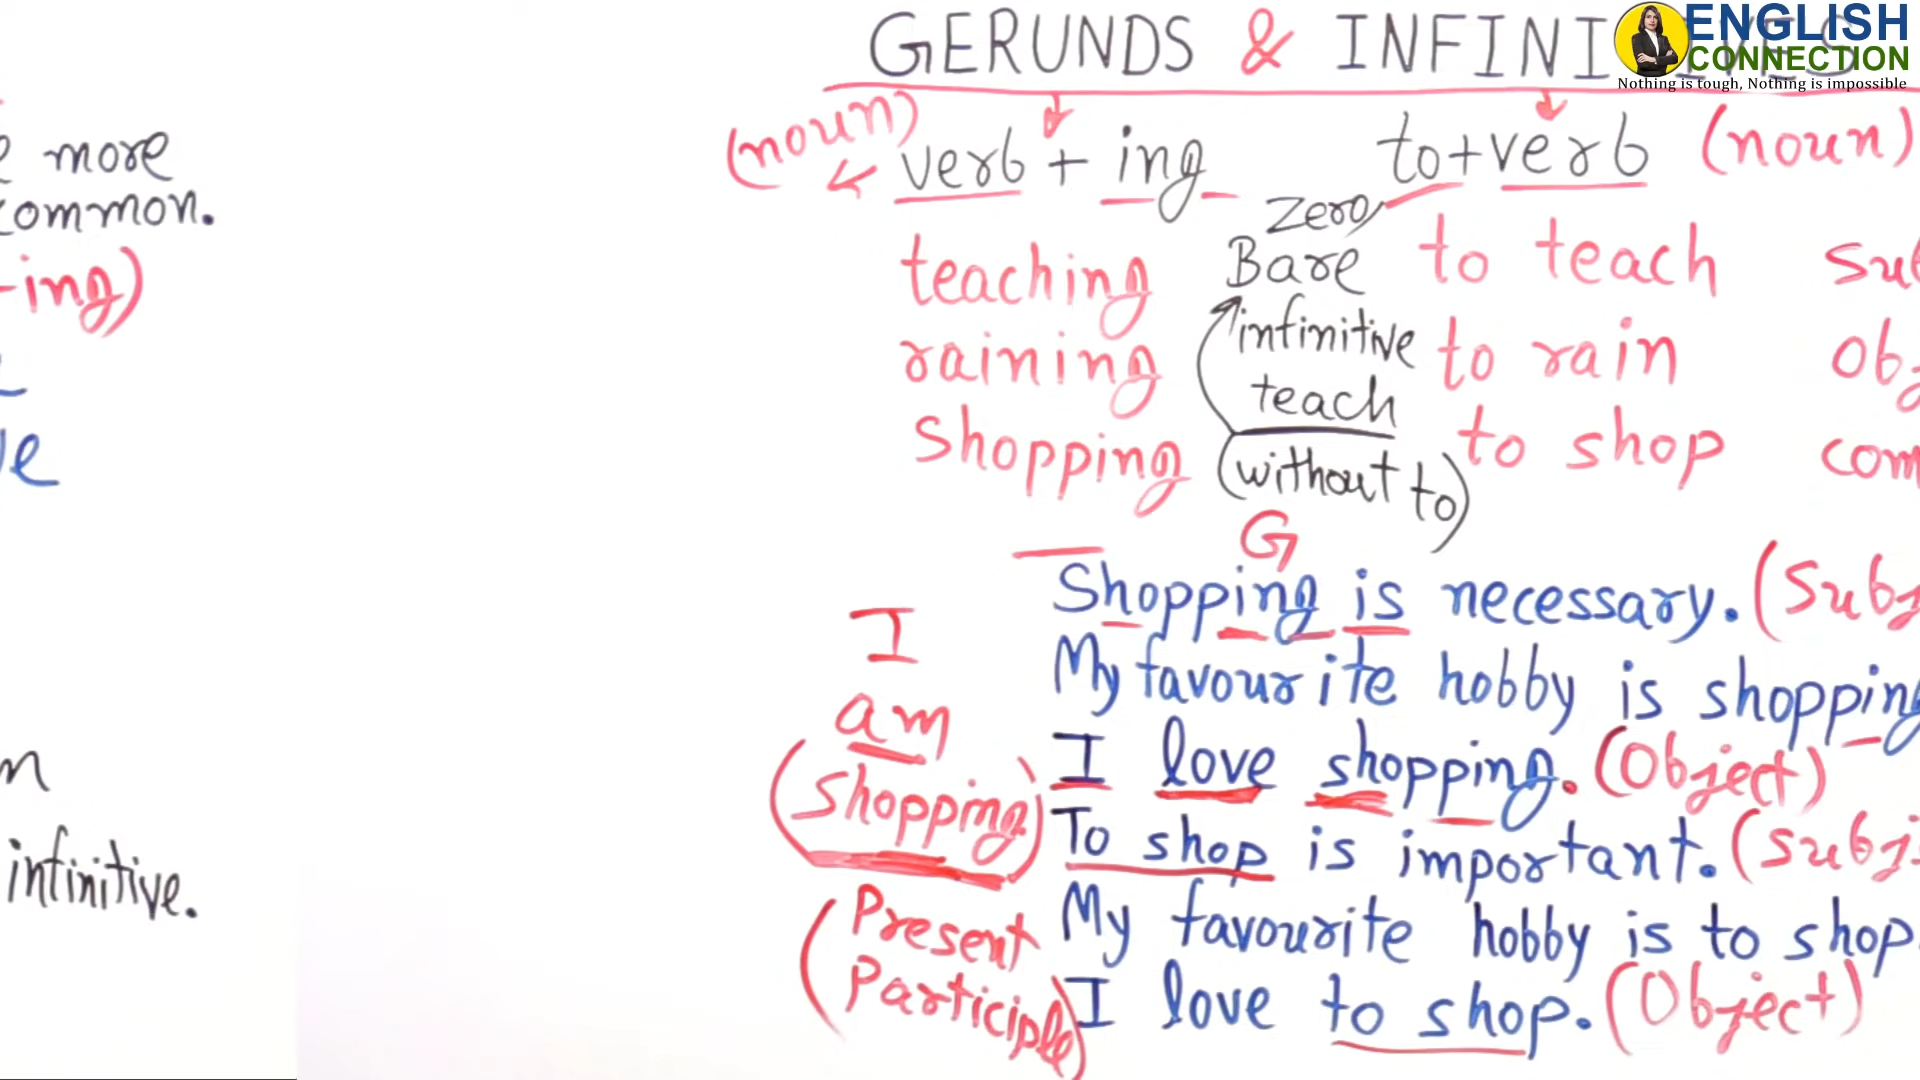 GERUNDS & INFINI
ENGLISH
CONNECTION
Nothing is tough, Nothing is impossible
more
common.
-ing)
infinitive.
(noun) verb + ing to+verb (noun)
Zero
teaching Bare to teach
raining infinitive to rain
teach
Shopping (without to) to shop
G
Shopping is necessary.
I
My favourite hobby is shopping
am
I love shopping. (Object)
(Shopping)
To shop is important.
(Present
Participle)
My favourite hobby is to shop.
I love to shop. (Object)